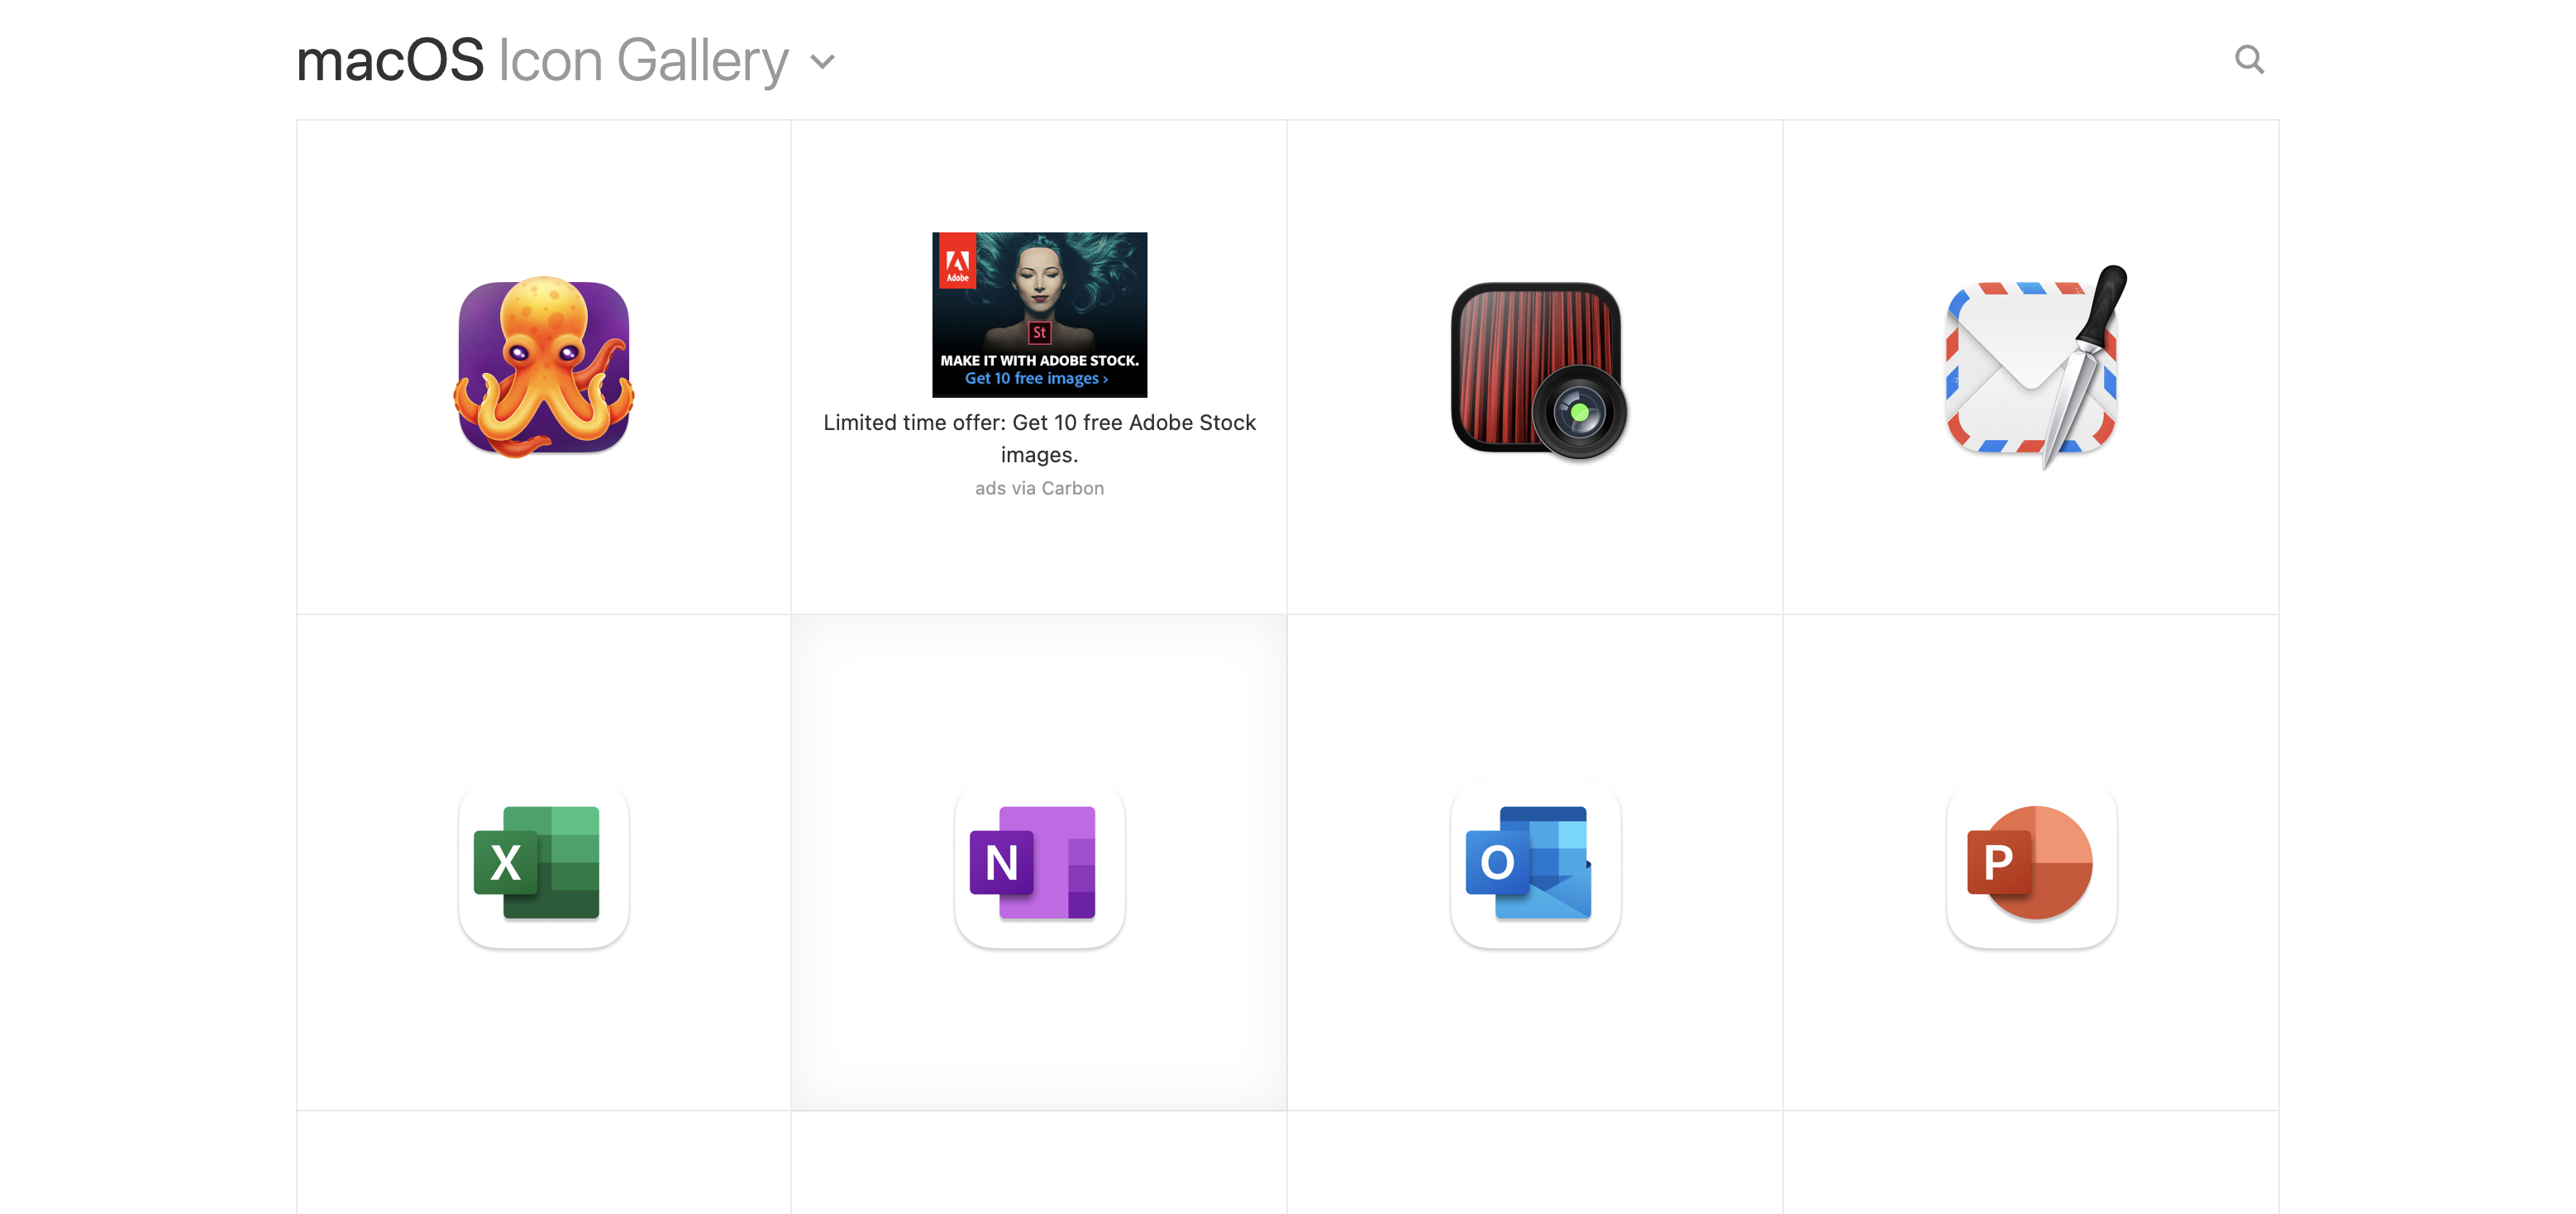 macOS Icon Gallery
Adobe
St
MAKE IT WITH ADOBE STOCK.
Get 10 free images ›
Limited time offer: Get 10 free Adobe Stock
images.
ads via Carbon
X
N
O
P